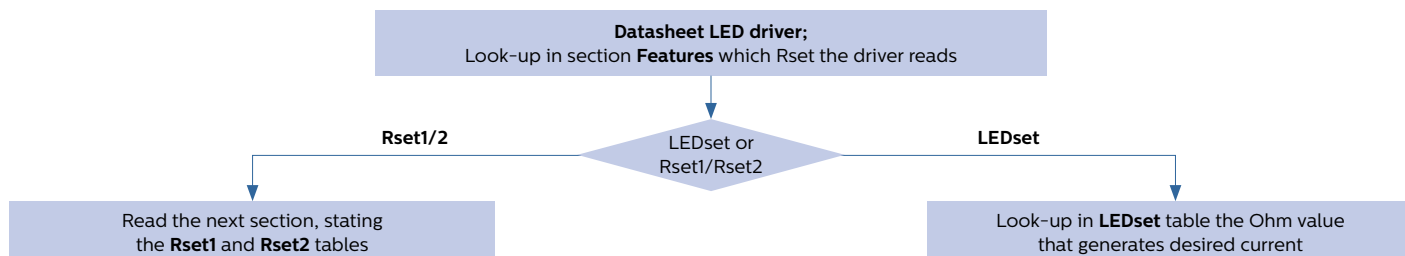 Datasheet LED driver;
Look-up in section Features which Rset the driver reads
Rset1/2
LEDset or
Rset1/Rset2
LEDset
Read the next section, stating
the Rset1 and Rset2 tables
Look-up in LEDset table the Ohm value
that generates desired current